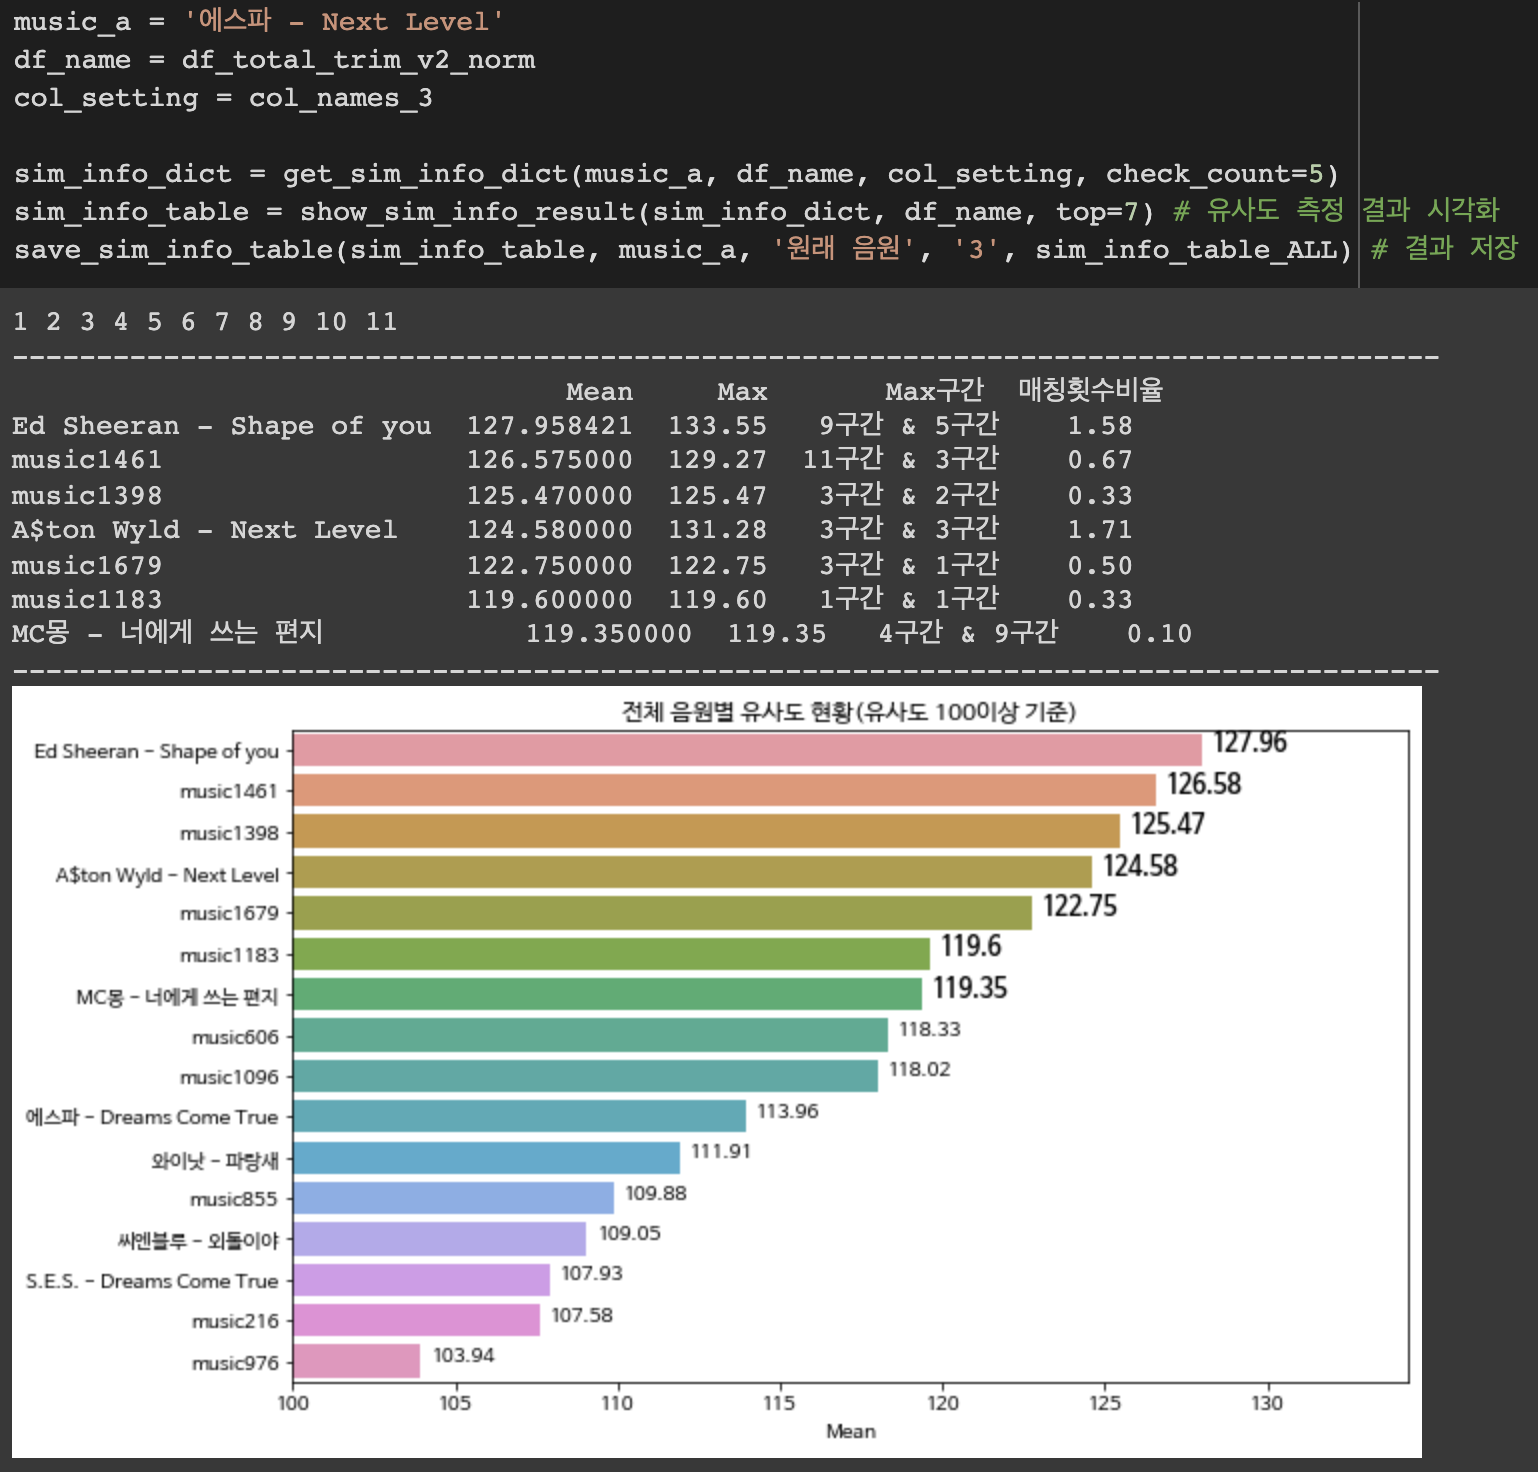 music_a = '에스파 - Next Level'
df_name = df_total_trim_v2_norm
col_setting = col_names_3
sim_info_dict = get_sim_info_dict(music_a, df_name, col_setting, check_count=5)
sim_info_table = show_sim_info_result(sim_info_dict, df_name, top=7) # 유사도 측정 결과 시각화
save_sim_info_table(sim_info_table, music_a, '원래 음원', '3', sim_info_table_ALL) # 결과 저장
1 2 3 4 5 6 7 8 9 10 11
-------------------------------------------------------------------------------------
Mean Max Max구간 매칭횟수비율
Ed Sheeran - Shape of you 127.958421 133.55 9구간 & 5구간 1.58
music1461 126.575000 129.27 11구간 & 3구간 0.67
music1398 125.470000 125.47 3구간 & 2구간 0.33
A$ton Wyld - Next Level 124.580000 131.28 3구간 & 3구간 1.71
music1679 122.750000 122.75 3구간 & 1구간 0.50
music1183 119.600000 119.60 1구간 & 1구간 0.33
MC몽 - 너에게 쓰는 편지 119.350000 119.35 4구간 & 9구간 0.10
-------------------------------------------------------------------------------------
전체 음원별 유사도 현황(유사도 100이상 기준)
Ed Sheeran - Shape of you 127.96
music1461 126.58
music1398 125.47
A$ton Wyld - Next Level 124.58
music1679 122.75
music1183 119.6
MC몽 - 너에게 쓰는 편지 119.35
music606 118.33
music1096 118.02
에스파 - Dreams Come True 113.96
와이낫 - 파랑새 111.91
music855 109.88
씨엔블루 - 외톨이야 109.05
S.E.S. - Dreams Come True 107.93
music216 107.58
music976 103.94
100 105 110 115 120 125 130
Mean